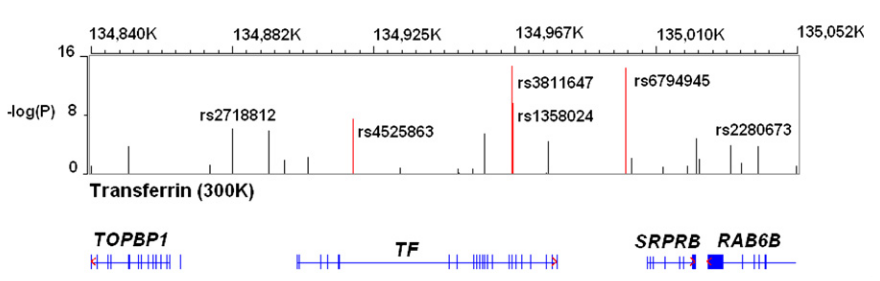 134,840K 134,882K 134,925K 134,967K 135,010K 135,052K
16
rs3811647 rs6794945
-log(P) 8 rs2718812 rs1358024
rs4525863 rs2280673
0
Transferrin (300K)
TOPBP1 TF SRPRB RAB6B